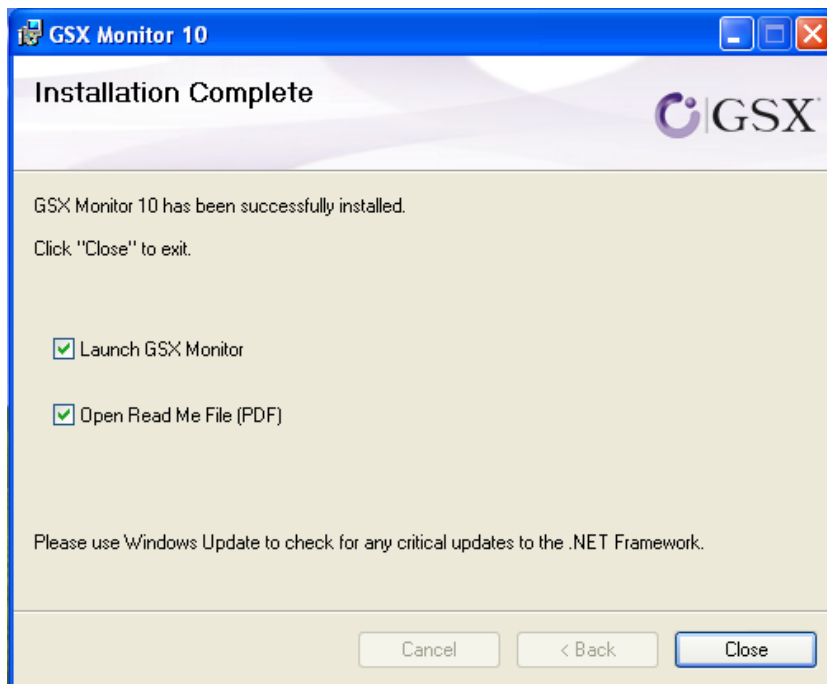 GSX Monitor 10
Installation Complete
GSX
GSX Monitor 10 has been successfully installed.
Click "Close" to exit.
Launch GSX Monitor
Open Read Me File (PDF)
Please use Windows Update to check for any critical updates to the .NET Framework.
Cancel
< Back
Close